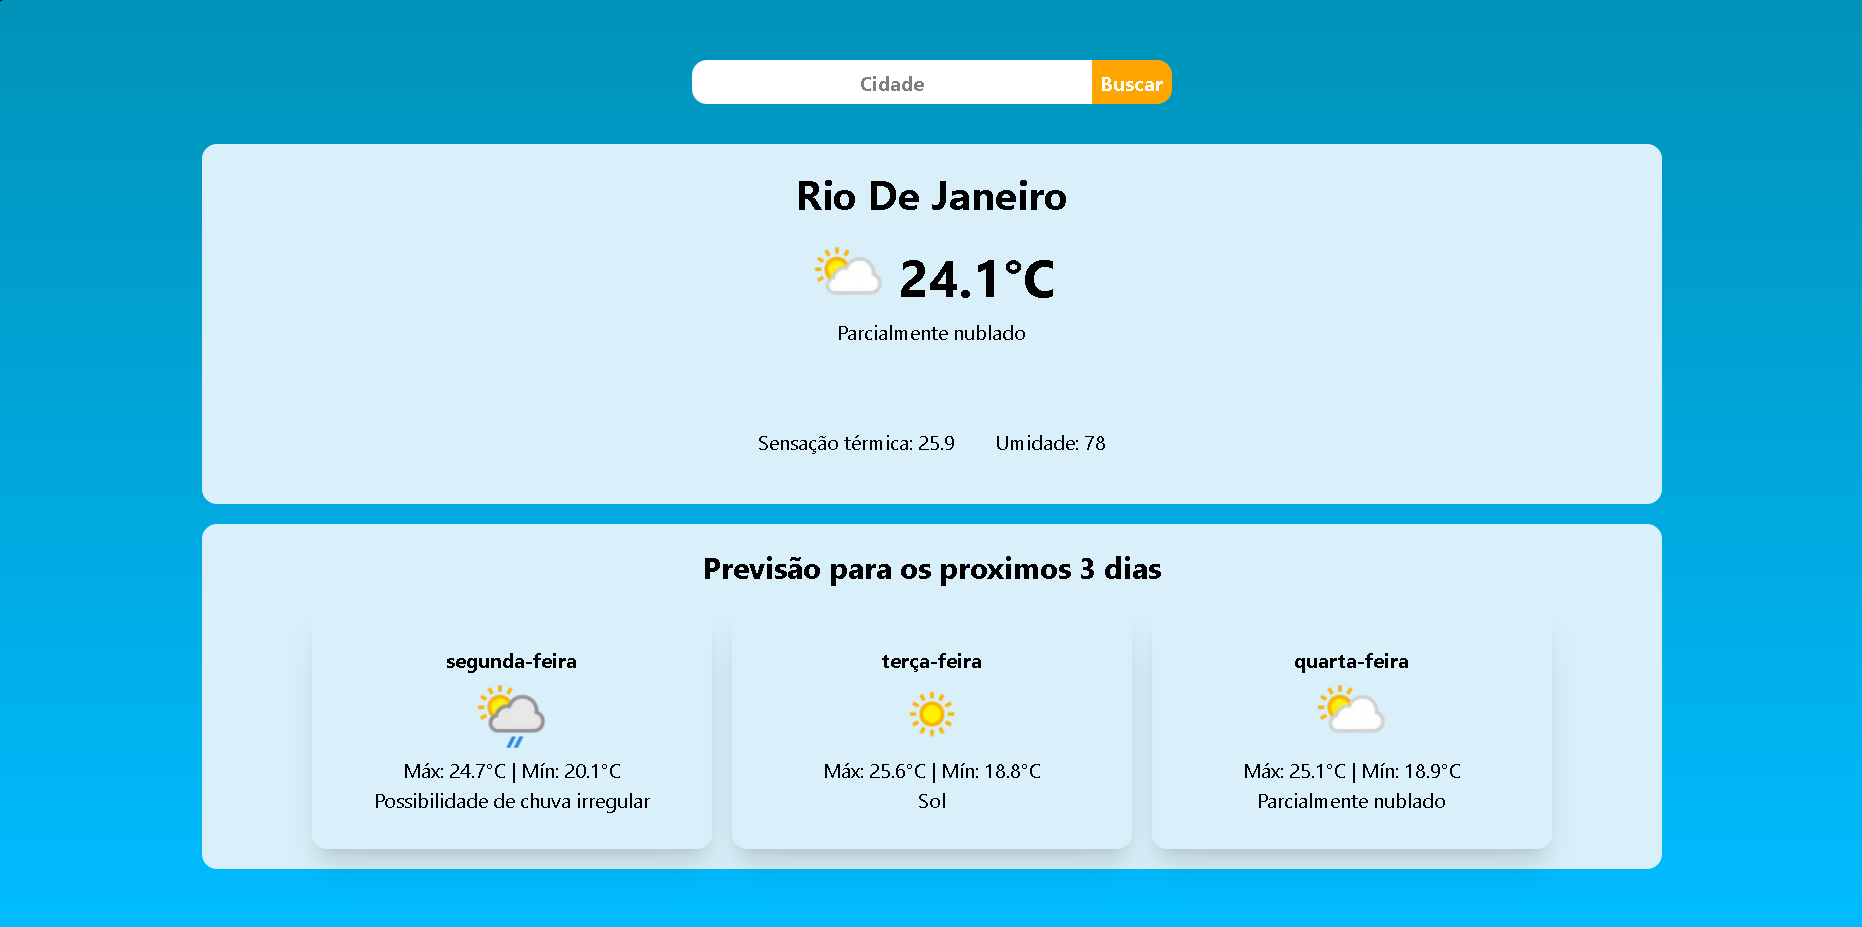 Cidade Buscar
Rio De Janeiro
24.1°C
Parcialmente nublado
Sensação térmica: 25.9 Umidade: 78
Previsão para os proximos 3 dias
segunda-feira
Máx: 24.7°C | Mín: 20.1°C
Possibilidade de chuva irregular
terça-feira
Máx: 25.6°C | Mín: 18.8°C
Sol
quarta-feira
Máx: 25.1°C | Mín: 18.9°C
Parcialmente nublado